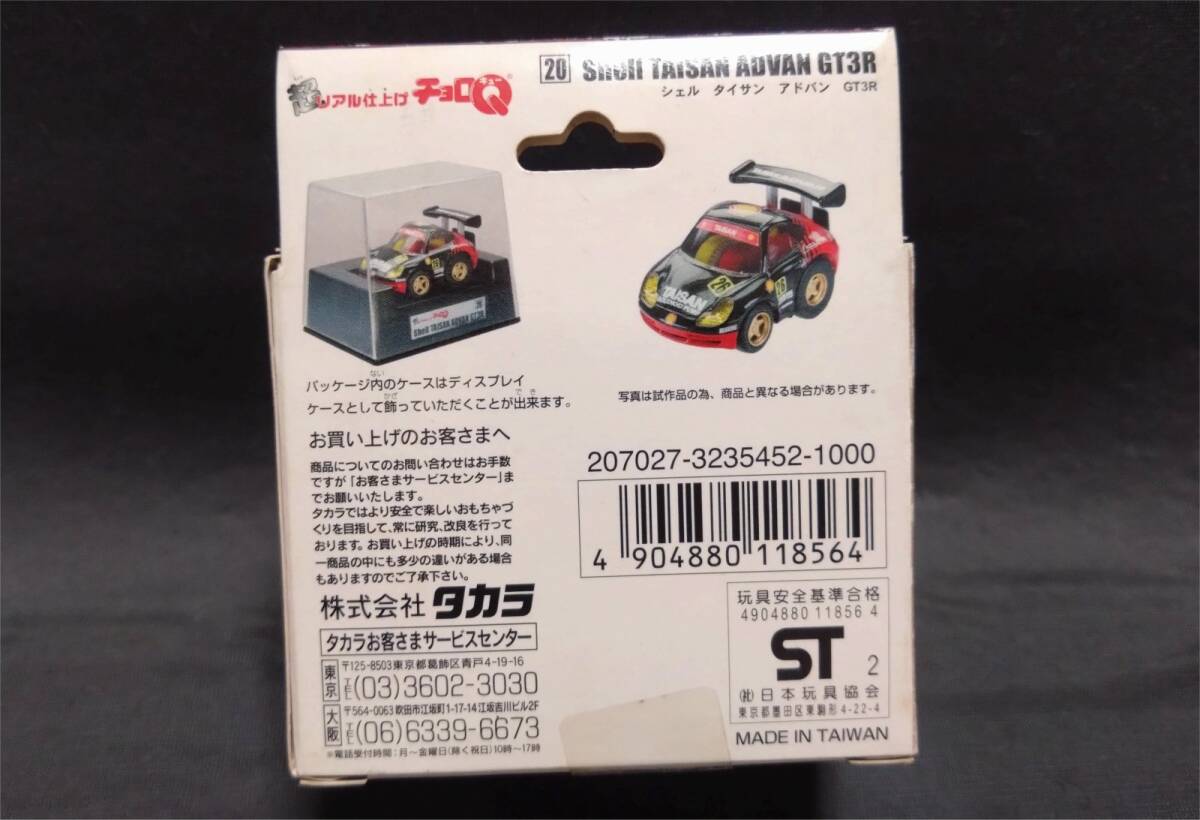 超リアル仕上げ チョロQ キュー
20 Shell TAISAN ADVAN GT3R
シェル タイサン アドバン GT3R
TAISAN
TAISAN
26
26
Shell TAISAN ADVAN GT3R
パッケージ内のケースはディスプレイ
ケースとして飾っていただくことが出来ます。
写真は試作品の為、商品と異なる場合があります。
お買い上げのお客さまへ
商品についてのお問い合わせはお手数
ですが「お客さまサービスセンター」ま
でお願いいたします。
タカラではより安全で楽しいおもちゃづ
くりを目指して、常に研究、改良を行って
おります。お買い上げの時期により、同
一商品の中にも多少の違いがある場合
もありますのでご了承下さい。
株式会社 タカラ
タカラお客さまサービスセンター
東京 〒125-8503東京都葛飾区青戸4-19-16
TEL(03)3602-3030
大阪 〒564-0063吹田市江坂町1-17-14江坂吉川ビル2F
TEL(06)6339-6673
※電話受付時間:月〜金曜日(除く祝日)10時〜17時
207027-3235452-1000
4 904880 118564
玩具安全基準合格
4904880 11856 4
ST 2
㈳日本玩具協会
東京都墨田区東駒形4-22-4
MADE IN TAIWAN